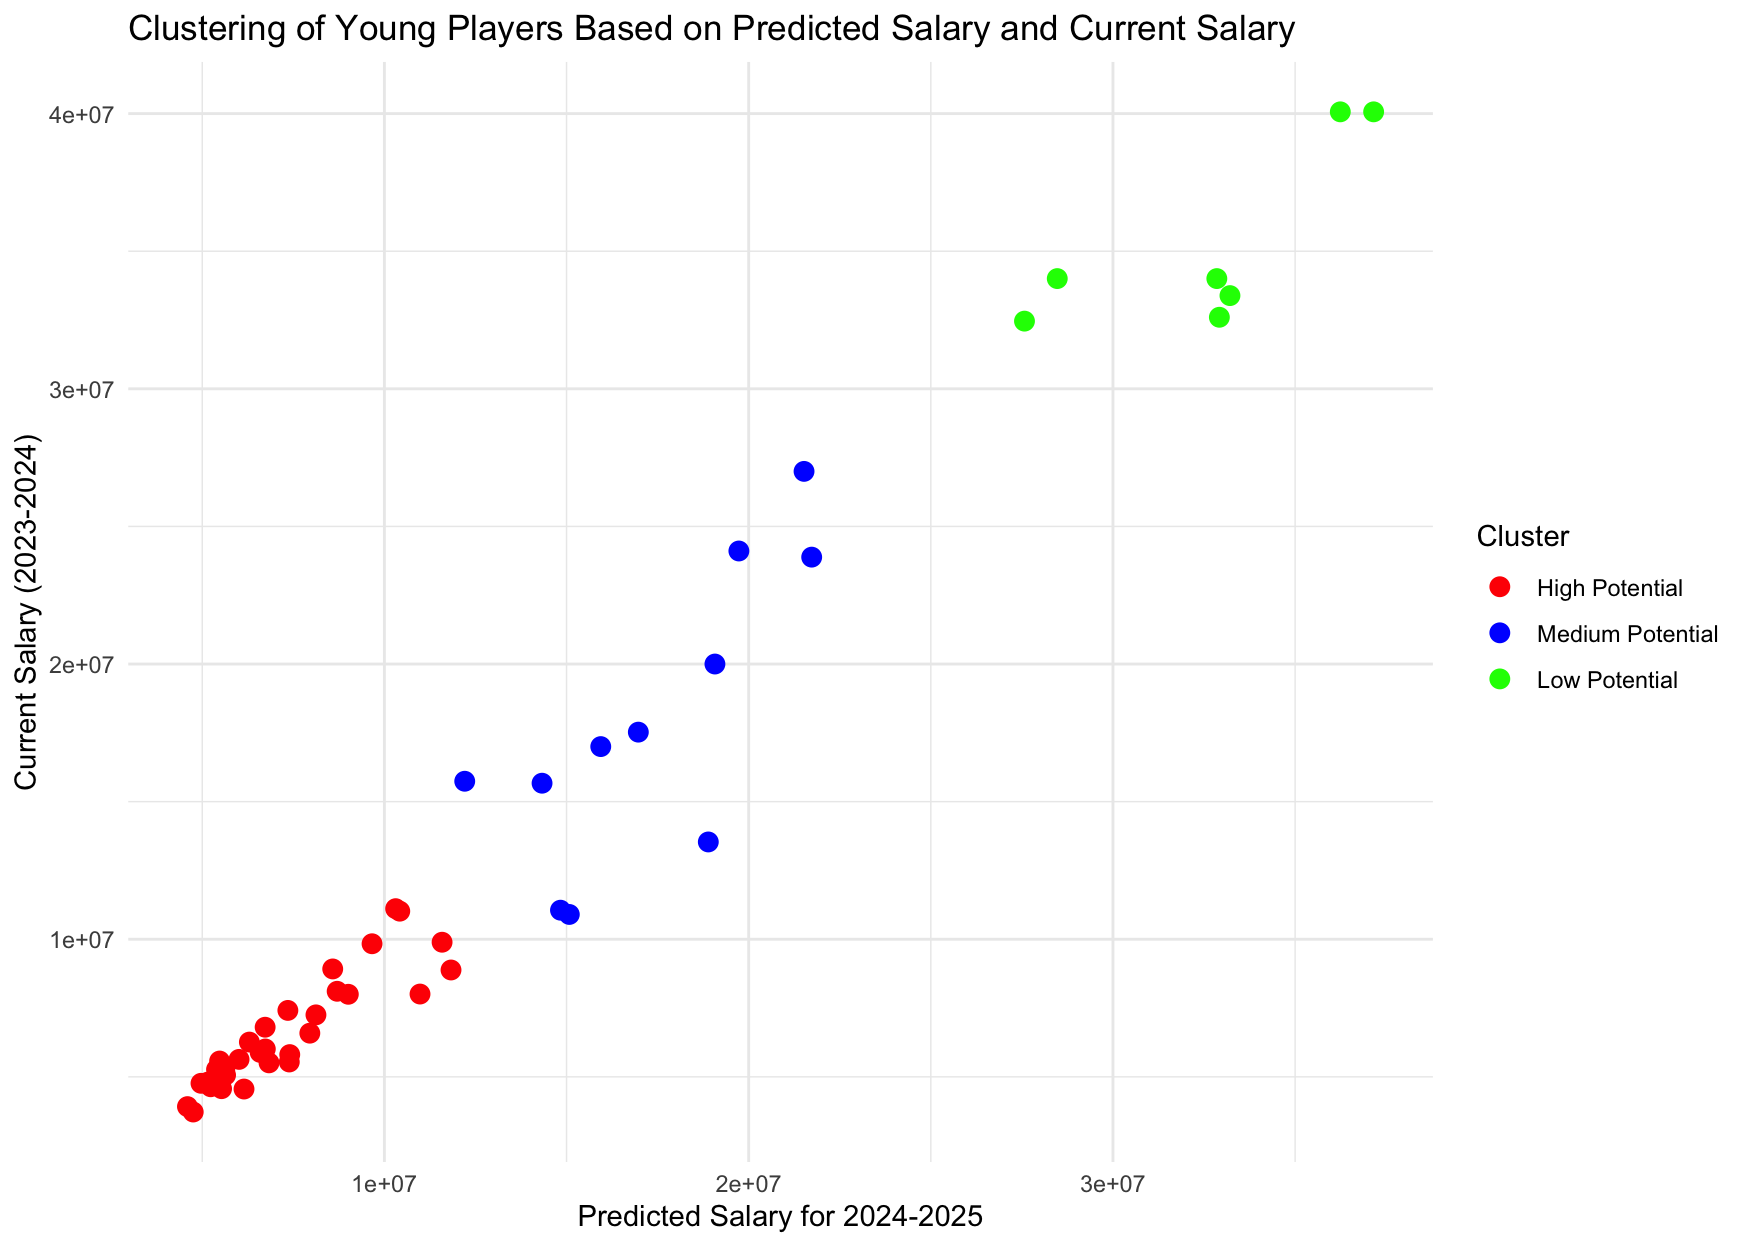 Clustering of Young Players Based on Predicted Salary and Current Salary
4e+07
3e+07
2e+07
1e+07
Current Salary (2023-2024)
1e+07
2e+07
3e+07
Predicted Salary for 2024-2025
Cluster
High Potential
Medium Potential
Low Potential